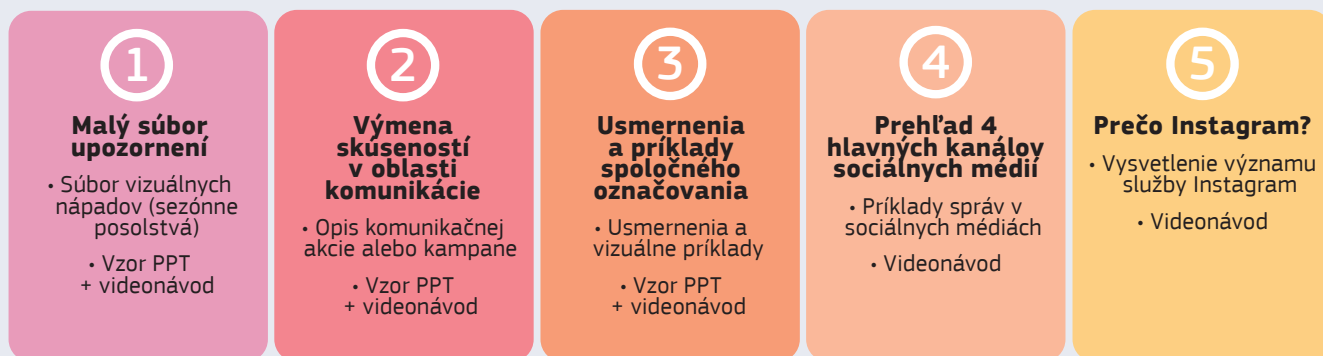 1
Malý súbor
upozornení
• Súbor vizuálnych
nápadov (sezónne
posolstvá)
• Vzor PPT
+ videonávod
2
Výmena
skúseností
v oblasti
komunikácie
• Opis komunikačnej
akcie alebo kampane
• Vzor PPT
+ videonávod
3
Usmernenia
a príklady
spoločného
označovania
• Usmernenia a
vizuálne príklady
• Vzor PPT
+ videonávod
4
Prehľad 4
hlavných kanálov
sociálnych médií
• Príklady správ v
sociálnych médiách
• Videonávod
5
Prečo Instagram?
• Vysvetlenie významu
služby Instagram
• Videonávod